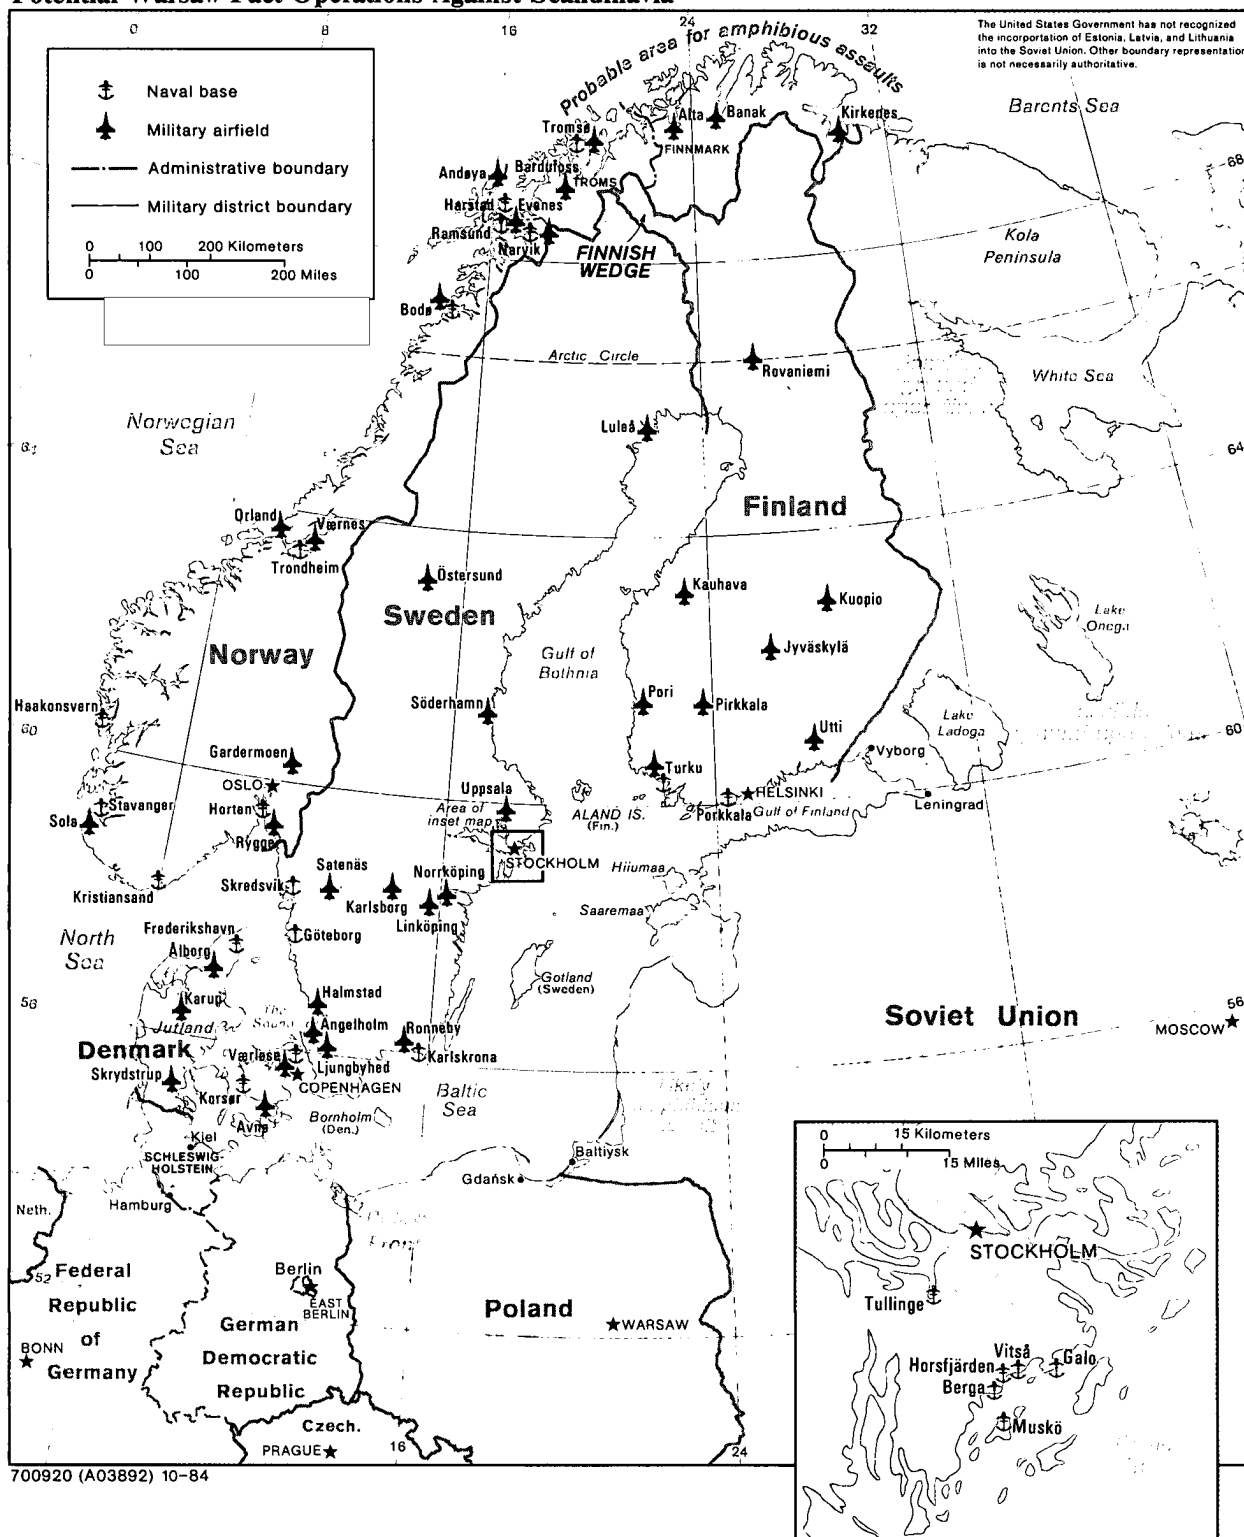 Potential Warsaw Pact Operations Against Scandinavia
0
8
16
24
32
The United States Government has not recognized
the incorportation of Estonia, Latvia, and Lithuania
into the Soviet Union. Other boundary representation
is not necessarily authoritative.
Naval base
Military airfield
Administrative boundary
Military district boundary
0 100 200 Kilometers
0 100 200 Miles
Probable area for amphibious assaults
Barents Sea
Tromsø
Alta
Banak
Kirkenes
FINNMARK
Andøya
Bardufoss
TROMS
68
Harstad
Evenes
Ramsund
Narvik
FINNISH
WEDGE
Kola
Peninsula
Bodø
Arctic Circle
Rovaniemi
White Sea
Norwegian
Sea
Luleå
64
64
Finland
Orland
Værnes
Trondheim
Östersund
Kauhava
Kuopio
Sweden
Lake
Onega
Norway
Gulf of
Bothnia
Jyväskylä
Haakonsvern
Söderhamn
Pori
Pirkkala
Lake
Ladoga
60
60
Utti
Vyborg
Gardermoen
Turku
OSLO
Uppsala
HELSINKI
Stavanger
Horten
Area of
inset map
ALAND IS.
(Fin.)
Porkkala
Gulf of Finland
Leningrad
Sola
Rygge
STOCKHOLM
Satenäs
Norrköping
Hiiumaa
Kristiansand
Skredsvik
Karlsborg
Linköping
Saaremaa
Frederikshavn
Göteborg
North
Sea
Ålborg
Gotland
(Sweden)
56
56
Karup
Halmstad
Jutland
The
Sound
Angelholm
Ronneby
Soviet Union
MOSCOW
Denmark
Værløse
Ljungbyhed
Karlskrona
Skrydstrup
COPENHAGEN
Korsør
Baltic
Sea
Avnø
Bornholm
(Den.)
Kiel
SCHLESWIG-
HOLSTEIN
Baltiysk
Gdańsk
Neth.
Hamburg
Front
52
Federal
Republic
of
Germany
Berlin
EAST
BERLIN
German
Democratic
Republic
Poland
WARSAW
BONN
Czech.
PRAGUE
16
24
700920 (A03892) 10-84
0 15 Kilometers
0 15 Miles
STOCKHOLM
Tullinge
Vitså
Horsfjärden
Galo
Berga
Muskö